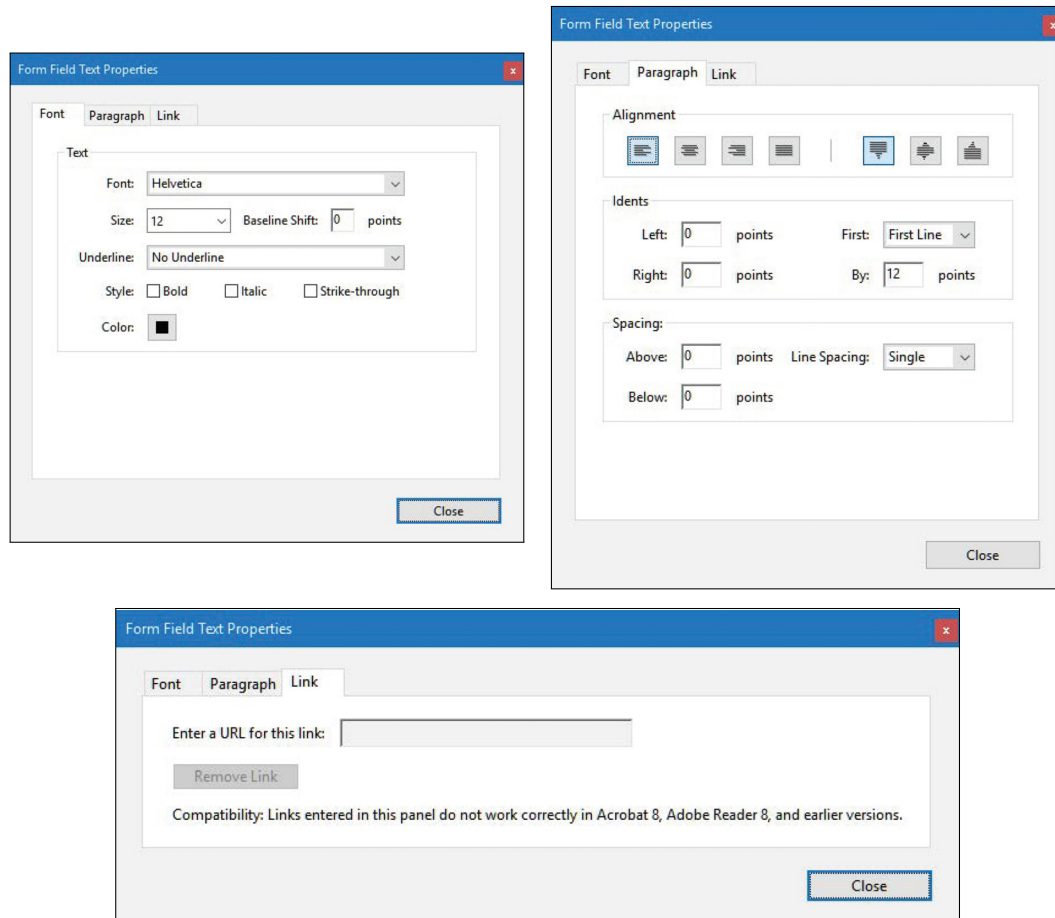 Form Field Text Properties
x
Font Paragraph Link
Text
Font: Helvetica
Size: 12 Baseline Shift: 0 points
Underline: No Underline
Style: Bold Italic Strike-through
Color:
Close
Form Field Text Properties
x
Font Paragraph Link
Alignment
Idents
Left: 0 points First: First Line
Right: 0 points By: 12 points
Spacing:
Above: 0 points Line Spacing: Single
Below: 0 points
Close
Form Field Text Properties
x
Font Paragraph Link
Enter a URL for this link:
Remove Link
Compatibility: Links entered in this panel do not work correctly in Acrobat 8, Adobe Reader 8, and earlier versions.
Close